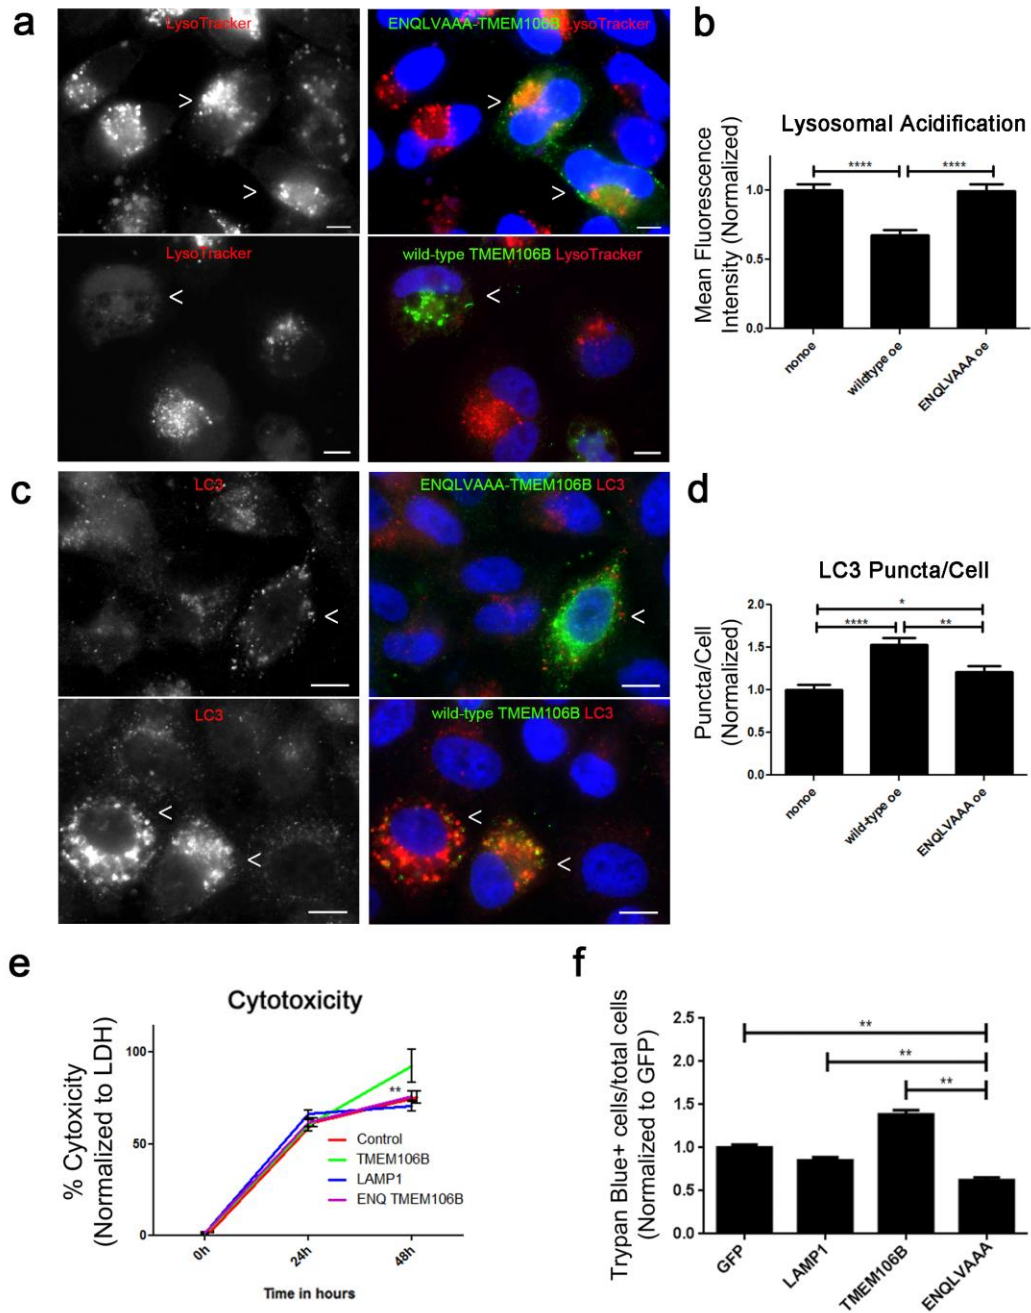 a
LysoTracker
ENQLVAAA-TMEM106B LysoTracker
>
>
>
>
LysoTracker
wild-type TMEM106B LysoTracker
<
<
b
Lysosomal Acidification
Mean Fluorescence
Intensity (Normalized)
****
****
1.0
0.5
0.0
nonoe
wildtype oe
ENQLVAAA oe
c
LC3
ENQLVAAA-TMEM106B LC3
<
<
LC3
wild-type TMEM106B LC3
<
<
<
<
d
LC3 Puncta/Cell
Puncta/Cell
(Normalized)
*
****
**
2.0
1.5
1.0
0.5
0.0
nonoe
wild-type oe
ENQLVAAA oe
e
Cytotoxicity
% Cytoxicity
(Normalized to LDH)
100
50
0
**
Control
TMEM106B
LAMP1
ENQ TMEM106B
0h
24h
48h
Time in hours
f
Trypan Blue+ cells/total cells
(Normalized to GFP)
2.5
2.0
1.5
1.0
0.5
0.0
**
**
**
GFP
LAMP1
TMEM106B
ENQLVAAA